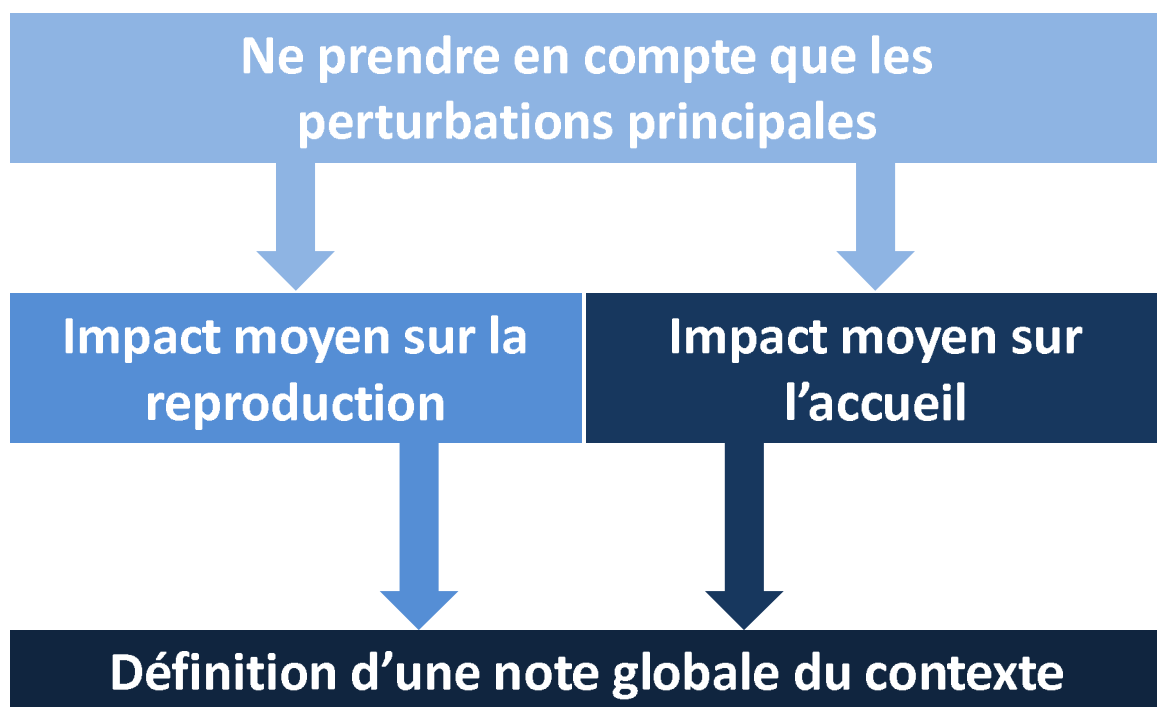 Ne prendre en compte que les
perturbations principales
Impact moyen sur la
reproduction
Impact moyen sur
l’accueil
Définition d’une note globale du contexte